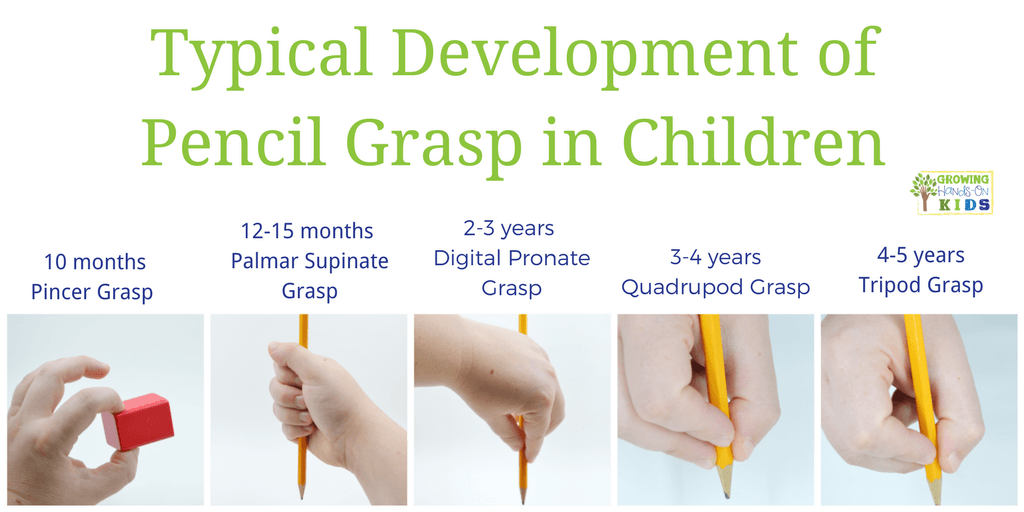 Typical Development of
Pencil Grasp in Children
GROWING
HANDS-ON
KIDS
10 months
Pincer Grasp
12-15 months
Palmar Supinate
Grasp
2-3 years
Digital Pronate
Grasp
3-4 years
Quadrupod Grasp
4-5 years
Tripod Grasp